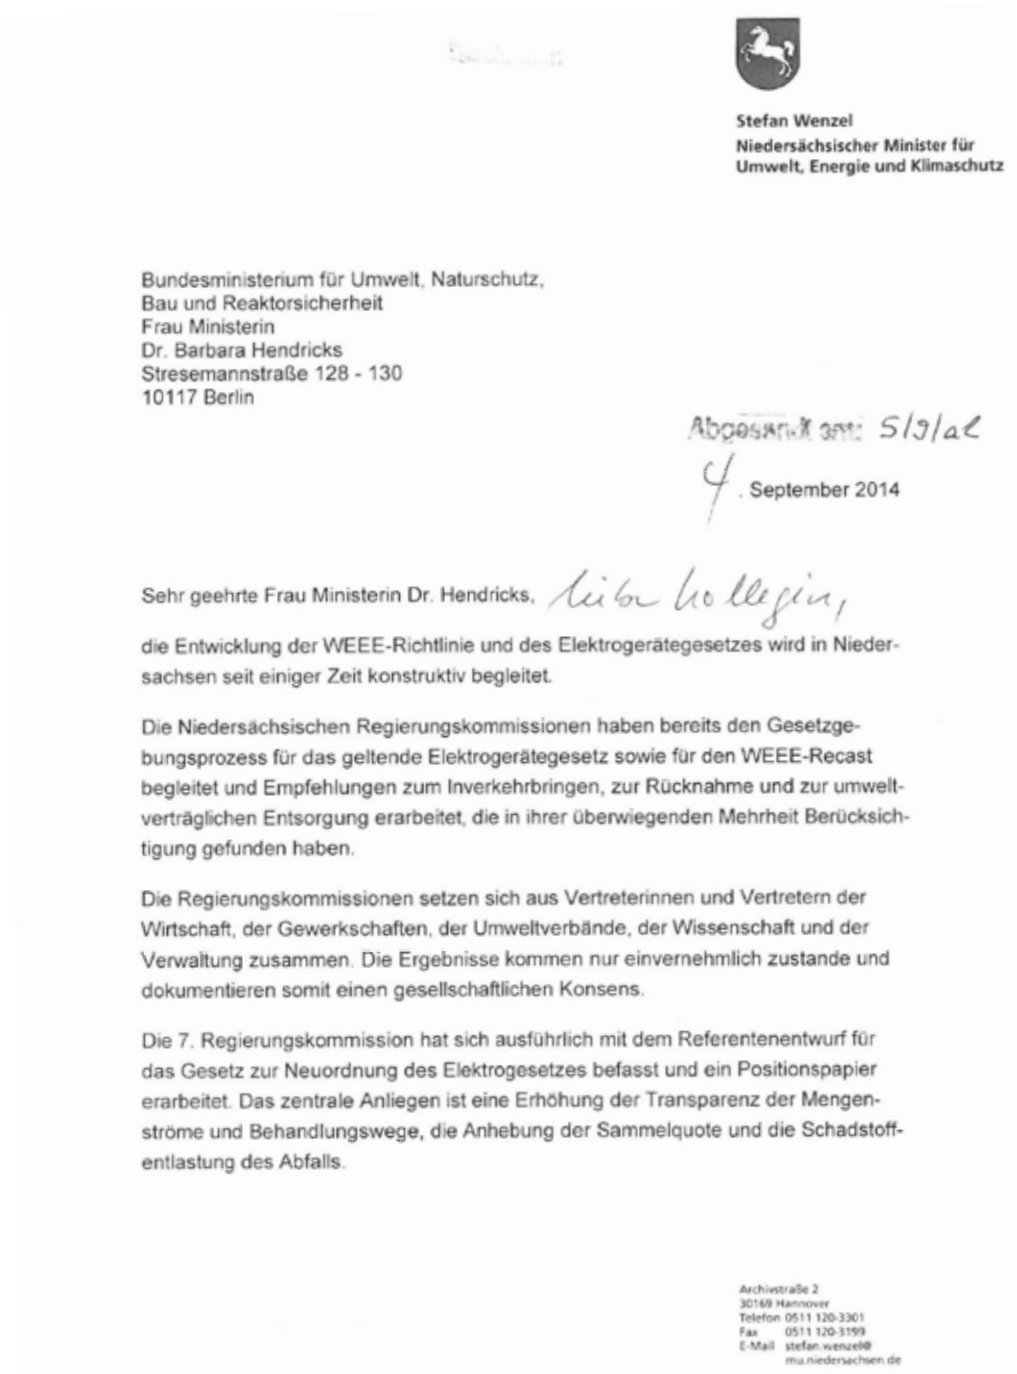 Stefan Wenzel
Niedersächsischer Minister für
Umwelt, Energie und Klimaschutz
Bundesministerium für Umwelt, Naturschutz,
Bau und Reaktorsicherheit
Frau Ministerin
Dr. Barbara Hendricks
Stresemannstraße 128 - 130
10117 Berlin
Abgesandt am: 5/9/al
4. September 2014
Sehr geehrte Frau Ministerin Dr. Hendricks, liebe Kollegin,
die Entwicklung der WEEE-Richtlinie und des Elektrogerätegesetzes wird in Nieder-
sachsen seit einiger Zeit konstruktiv begleitet.
Die Niedersächsischen Regierungskommissionen haben bereits den Gesetzge-
bungsprozess für das geltende Elektrogerätegesetz sowie für den WEEE-Recast
begleitet und Empfehlungen zum Inverkehrbringen, zur Rücknahme und zur umwelt-
verträglichen Entsorgung erarbeitet, die in ihrer überwiegenden Mehrheit Berücksich-
tigung gefunden haben.
Die Regierungskommissionen setzen sich aus Vertreterinnen und Vertretern der
Wirtschaft, der Gewerkschaften, der Umweltverbände, der Wissenschaft und der
Verwaltung zusammen. Die Ergebnisse kommen nur einvernehmlich zustande und
dokumentieren somit einen gesellschaftlichen Konsens.
Die 7. Regierungskommission hat sich ausführlich mit dem Referentenentwurf für
das Gesetz zur Neuordnung des Elektrogesetzes befasst und ein Positionspapier
erarbeitet. Das zentrale Anliegen ist eine Erhöhung der Transparenz der Mengen-
ströme und Behandlungswege, die Anhebung der Sammelquote und die Schadstoff-
entlastung des Abfalls.
Archivstraße 2
30169 Hannover
Telefon 0511 120-3301
Fax 0511 120-3199
E-Mail stefan.wenzel@
mu.niedersachsen.de